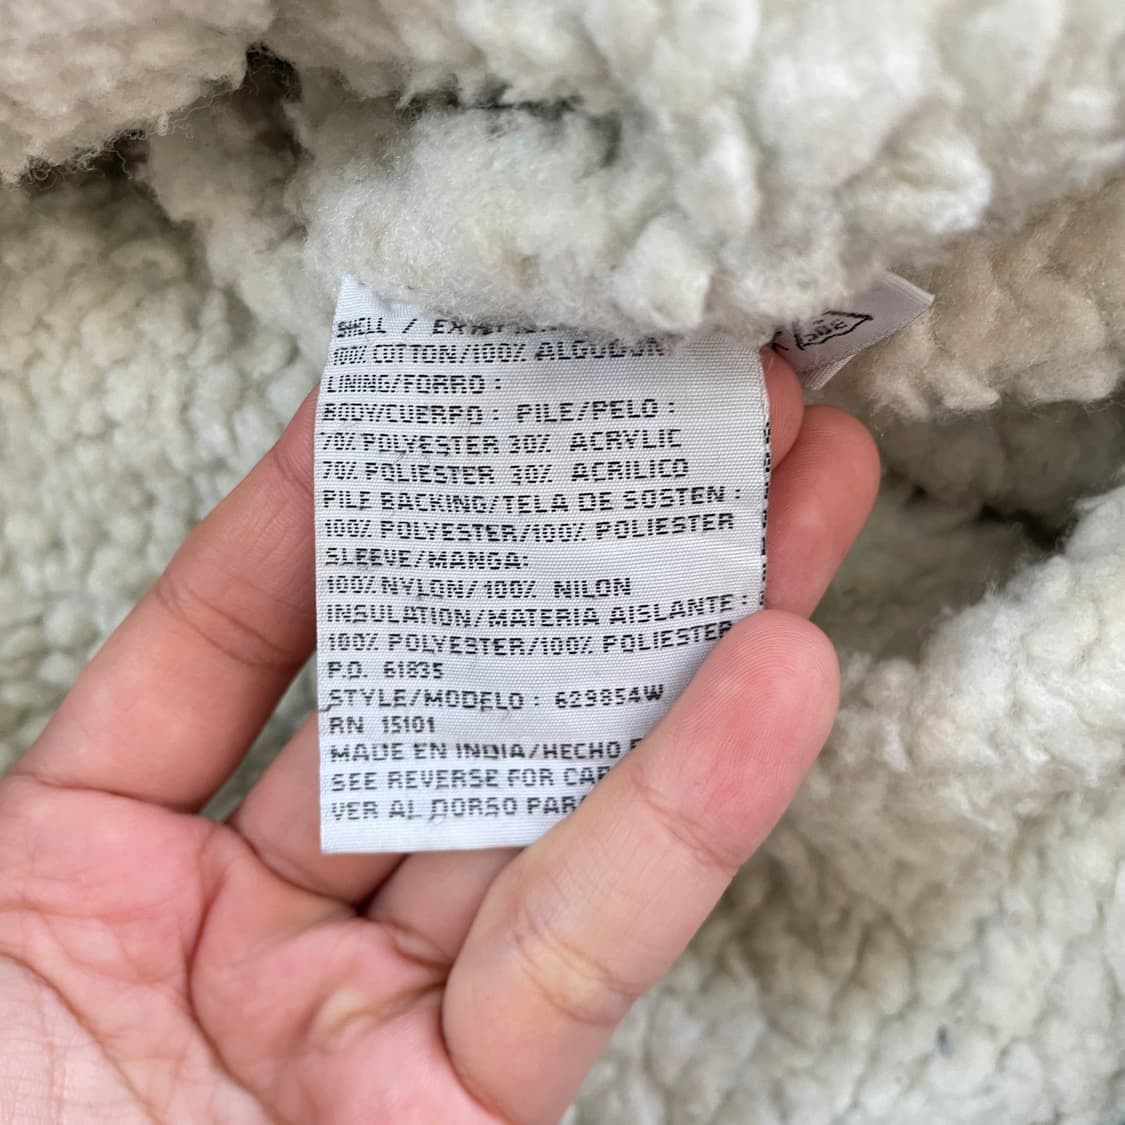 SHELL /
100% COTTON/100% ALGODON
LINING/FORRO :
BODY/CUERPO : PILE/PELO :
70% POLYESTER 30% ACRYLIC
70% POLIESTER 30% ACRILICO
PILE BACKING/TELA DE SOSTEN :
100% POLYESTER/100% POLIESTER
SLEEVE/MANGA:
100% NYLON/100% NILON
INSULATION/MATERIA AISLANTE :
100% POLYESTER/100% POLIESTER
P.O. 61835
STYLE/MODELO : 629854W
RN 15101
MADE EN INDIA/HECHO
SEE REVERSE FOR
VER AL DORSO